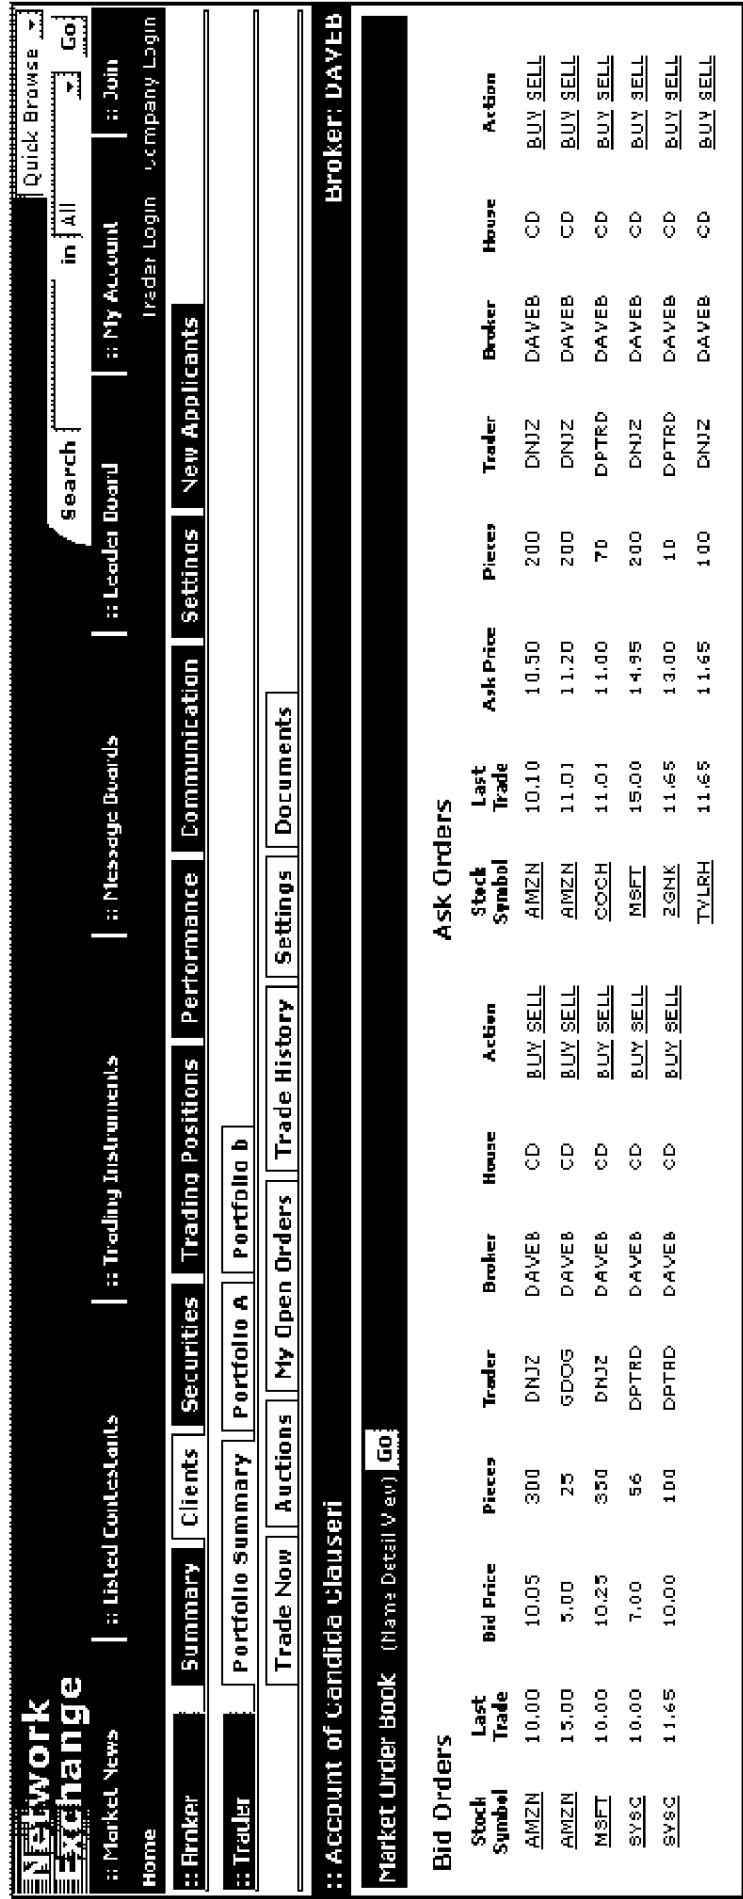 Network Exchange
Quick Browse
Search in All Go
:: Market News :: Listed Contestants :: Trading Instruments :: Message Boards :: Leader Board :: My Account :: Join
Home Trader Login Company Login
:: Broker Summary Clients Securities Trading Positions Performance Communication Settings New Applicants
:: Trader Portfolio Summary Portfolio A Portfolio b
Trade Now Auctions My Open Orders Trade History Settings Documents
:: Account of Candida Clauseri Broker: DAVEB
Market Order Book (Name Detail View) Go
Bid Orders Ask Orders
Stock Symbol Last Trade Bid Price Pieces Trader Broker House Action Stock Symbol Last Trade Ask Price Pieces Trader Broker House Action
AMZN 10.00 10.05 300 DNJZ DAVEB CD BUY SELL AMZN 10.10 10.50 200 DNJZ DAVEB CD BUY SELL
AMZN 15.00 5.00 25 GDOG DAVEB CD BUY SELL AMZN 11.01 11.20 200 DNJZ DAVEB CD BUY SELL
MSFT 10.00 10.25 350 DNJZ DAVEB CD BUY SELL COCH 11.01 11.00 70 DPTRD DAVEB CD BUY SELL
SYSC 10.00 7.00 56 DPTRD DAVEB CD BUY SELL MSFT 15.00 14.95 200 DNJZ DAVEB CD BUY SELL
SYSC 11.65 10.00 100 DPTRD DAVEB CD BUY SELL ZGNK 11.65 13.00 10 DPTRD DAVEB CD BUY SELL
TVLRH 11.65 11.65 100 DNJZ DAVEB CD BUY SELL